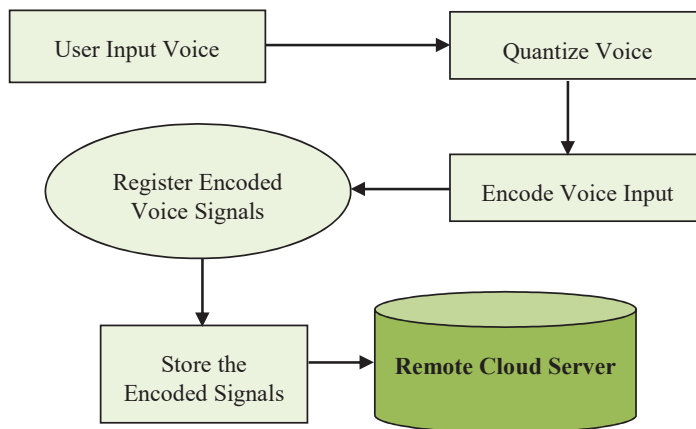 User Input Voice
Quantize Voice
Encode Voice Input
Register Encoded
Voice Signals
Store the
Encoded Signals
Remote Cloud Server